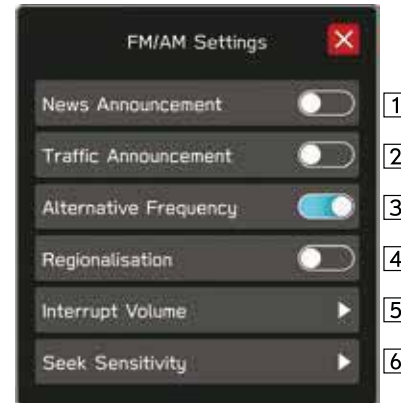 FM/AM Settings
News Announcement 1
Traffic Announcement 2
Alternative Frequency 3
Regionalisation 4
Interrupt Volume 5
Seek Sensitivity 6